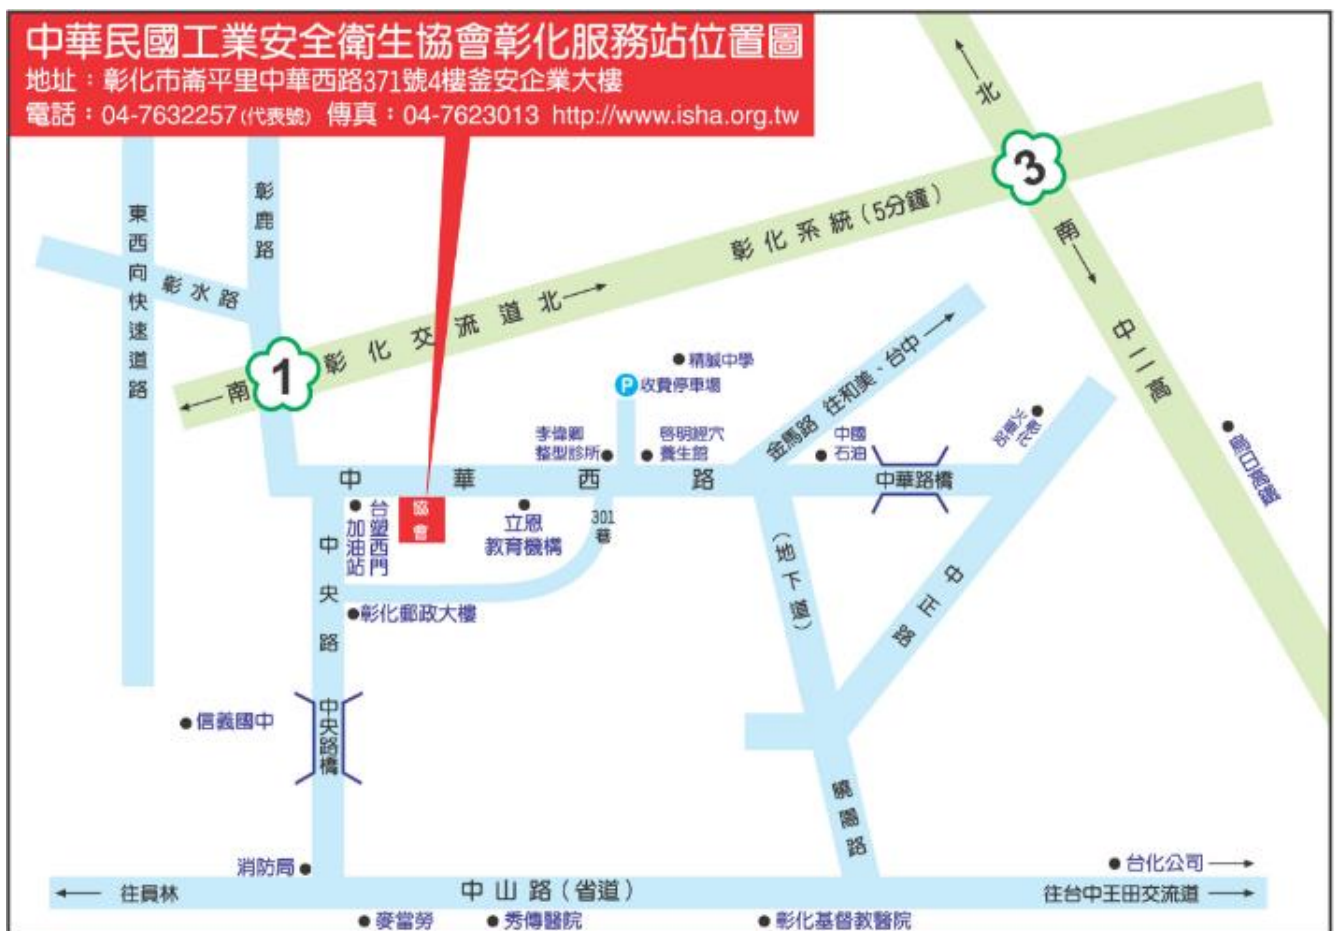 中華民國工業安全衛生協會彰化服務站位置圖
地址：彰化市崙平里中華西路371號4樓釜安企業大樓
電話：04-7632257(代表號) 傳真：04-7623013 http://www.isha.org.tw
北
3
南
中二高
彰化系統(5分鐘)
彰鹿路
東西向快速道路
彰水路
彰化交流道北
南
1
精誠中學
P 收費停車場
金馬路 往和美、台中
李偉卿
整型診所
啓明經穴
養生館
中國
石油
彰化
火車站
中華西路
中華路橋
台塑西門
加油站
協會
立恩
教育機構
301
巷
中央路
(地下道)
中正路
彰化郵政大樓
信義國中
中央路橋
曉陽路
消防局
台化公司
往員林
中山路(省道)
往台中王田交流道
麥當勞
秀傳醫院
彰化基督教醫院